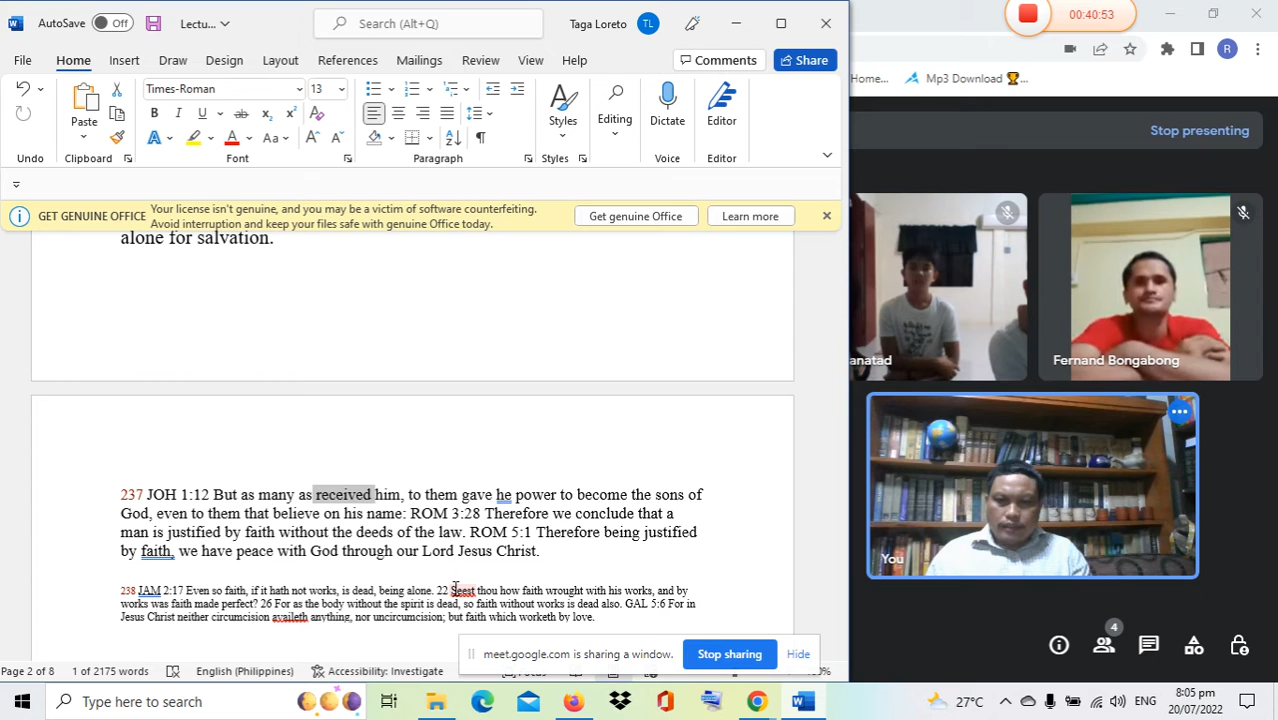 AutoSave Off Lectu... Search (Alt+Q) Taga Loreto TL
00:40:53
File Home Insert Draw Design Layout References Mailings Review View Help Comments Share
R
Home... Mp3 Download
Times-Roman 13
Paste
Styles Editing Dictate Editor
Undo Clipboard Font Paragraph Styles Voice Editor
Stop presenting
GET GENUINE OFFICE Your license isn't genuine, and you may be a victim of software counterfeiting.
Avoid interruption and keep your files safe with genuine Office today.
Get genuine Office Learn more
alone for salvation.
anatad
Fernand Bongabong
237 JOH 1:12 But as many as received him, to them gave he power to become the sons of
God, even to them that believe on his name: ROM 3:28 Therefore we conclude that a
man is justified by faith without the deeds of the law. ROM 5:1 Therefore being justified
by faith, we have peace with God through our Lord Jesus Christ.
You
238 JAM 2:17 Even so faith, if it hath not works, is dead, being alone. 22 Seest thou how faith wrought with his works, and by
works was faith made perfect? 26 For as the body without the spirit is dead, so faith without works is dead also. GAL 5:6 For in
Jesus Christ neither circumcision availeth anything, nor uncircumcision; but faith which worketh by love.
meet.google.com is sharing a window. Stop sharing Hide
4
Page 2 of 8 1 of 2175 words English (Philippines) Accessibility: Investigate
Type here to search
27°C ENG
8:05 pm
20/07/2022